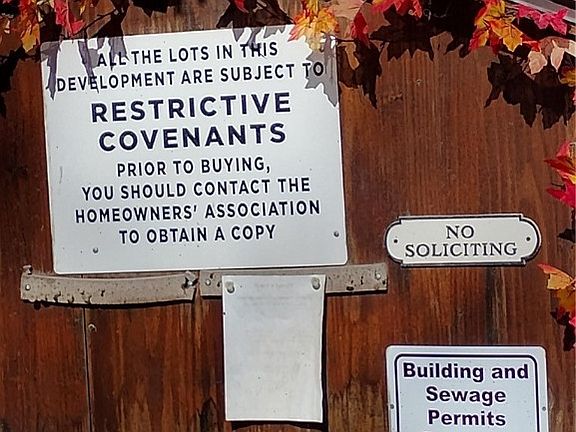 ALL THE LOTS IN THIS
DEVELOPMENT ARE SUBJECT TO
RESTRICTIVE
COVENANTS
PRIOR TO BUYING,
YOU SHOULD CONTACT THE
HOMEOWNERS' ASSOCIATION
TO OBTAIN A COPY
NO
SOLICITING
Building and
Sewage
Permits